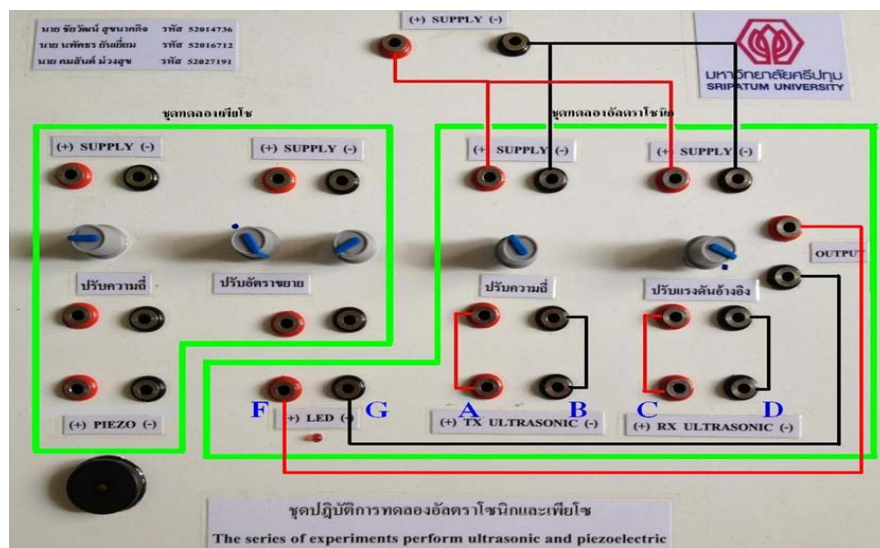 (+) SUPPLY (-)
นาย ชัยวัฒน์ สุขนาคกิจ รหัส 52014736
นาย นพัตธร ยันเยี่ยม รหัส 52016712
นาย คมสันต์ ม่วงสุข รหัส 52027191
มหาวิทยาลัยศรีปทุม
SRIPATUM UNIVERSITY
ชุดทดลองเพียโซ
ชุดทดลองอัลตราโซนิก
(+) SUPPLY (-)
(+) SUPPLY (-)
(+) SUPPLY (-)
(+) SUPPLY (-)
OUTPUT
ปรับความถี่
ปรับอัตราขยาย
ปรับความถี่
ปรับแรงดันอ้างอิง
F
G
A
B
C
D
(+) PIEZO (-)
(+) LED (-)
(+) TX ULTRASONIC (-)
(+) RX ULTRASONIC (-)
ชุดปฎิบัติการทดลองอัลตราโซนิกและเพียโซ
The series of experiments perform ultrasonic and piezoelectric